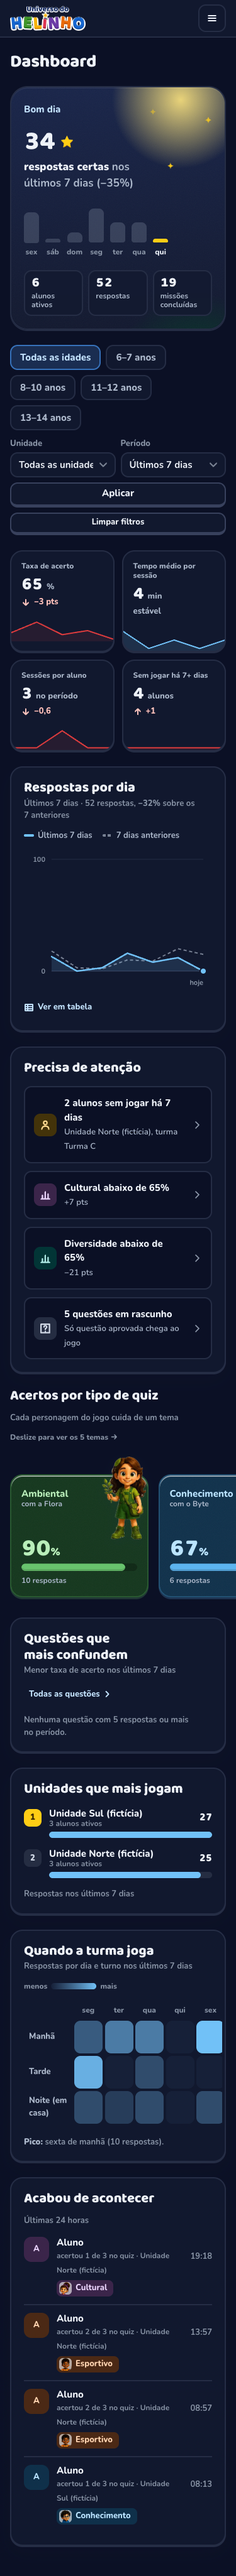 Universo do
HELINHO
Dashboard
Bom dia
34
respostas certas nos
últimos 7 dias (−35%)
sex sáb dom seg ter qua qui
6
alunos
ativos
52
respostas
19
missões
concluídas
Todas as idades
6–7 anos
8–10 anos
11–12 anos
13–14 anos
Unidade
Período
Todas as unidade
Últimos 7 dias
Aplicar
Limpar filtros
Taxa de acerto
65 %
↓ −3 pts
Tempo médio por
sessão
4 min
estável
Sessões por aluno
3 no período
↓ −0,6
Sem jogar há 7+ dias
4 alunos
↑ +1
Respostas por dia
Últimos 7 dias · 52 respostas, −32% sobre os
7 anteriores
Últimos 7 dias
7 dias anteriores
100
0
hoje
Ver em tabela
Precisa de atenção
2 alunos sem jogar há 7
dias
Unidade Norte (fictícia), turma
Turma C
Cultural abaixo de 65%
+7 pts
Diversidade abaixo de
65%
−21 pts
5 questões em rascunho
Só questão aprovada chega ao
jogo
Acertos por tipo de quiz
Cada personagem do jogo cuida de um tema
Deslize para ver os 5 temas →
Ambiental
com a Flora
90%
10 respostas
Conhecimento
com o Byte
67%
6 respostas
Questões que
mais confundem
Menor taxa de acerto nos últimos 7 dias
Todas as questões
Nenhuma questão com 5 respostas ou mais
no período.
Unidades que mais jogam
1
Unidade Sul (fictícia)
3 alunos ativos
27
2
Unidade Norte (fictícia)
3 alunos ativos
25
Respostas nos últimos 7 dias
Quando a turma joga
Respostas por dia e turno nos últimos 7 dias
menos
mais
seg ter qua qui sex
Manhã
Tarde
Noite (em
casa)
Pico: sexta de manhã (10 respostas).
Acabou de acontecer
Últimas 24 horas
A
Aluno
acertou 1 de 3 no quiz · Unidade
Norte (fictícia)
Cultural
19:18
A
Aluno
acertou 2 de 3 no quiz · Unidade
Norte (fictícia)
Esportivo
13:57
A
Aluno
acertou 2 de 3 no quiz · Unidade
Norte (fictícia)
Esportivo
08:57
A
Aluno
acertou 1 de 3 no quiz · Unidade
Sul (fictícia)
Conhecimento
08:13